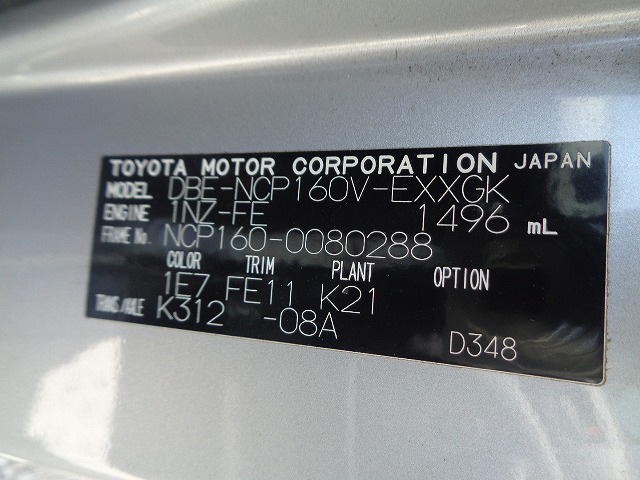 TOYOTA MOTOR CORPORATION JAPAN
MODEL DBE-NCP160V-EXXGK
ENGINE 1NZ-FE 1496 mL
FRAME No. NCP160-0080288
COLOR TRIM PLANT OPTION
1E7 FE11 K21
TRANS/AXLE K312 -08A
D348